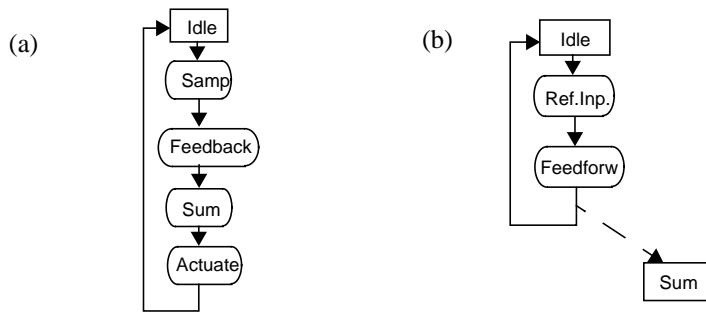 (a)
Idle
Samp
Feedback
Sum
Actuate
(b)
Idle
Ref.Inp.
Feedforw
Sum